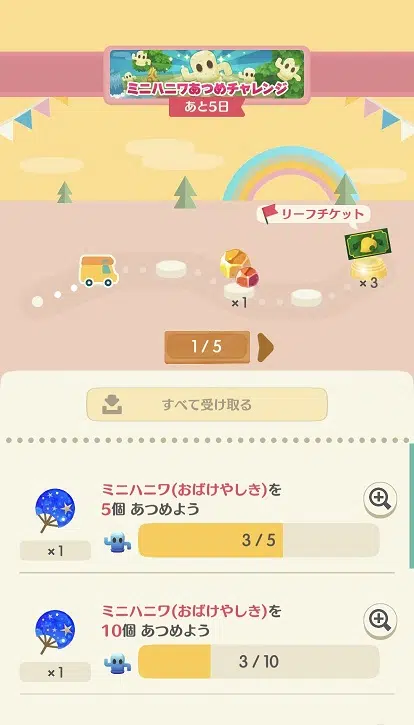 ミニハニワあつめチャレンジ
あと5日
リーフチケット
×1
×3
1/5
すべて受け取る
ミニハニワ(おばけやしき)を
5個 あつめよう
×1
3/5
ミニハニワ(おばけやしき)を
10個 あつめよう
×1
3/10